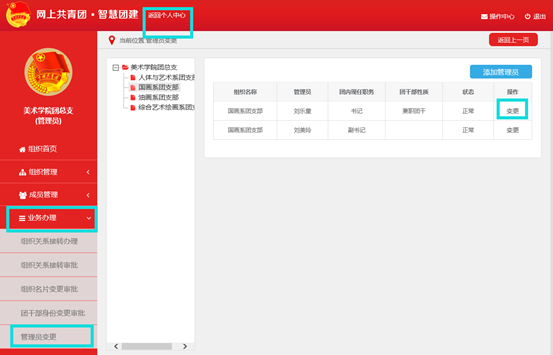 网上共青团·智慧团建
返回个人中心
操作中心
退出
当前位置:管理员变更
返回上一页
美术学院团总支
(管理员)
组织首页
组织管理
成员管理
业务办理
组织关系接转办理
组织关系接转审批
组织名片变更审批
团干部身份变更审批
管理员变更
美术学院团总支
人体与艺术系团支部
国画系团支部
油画系团支部
综合艺术绘画系团支部
添加管理员
组织名称 管理员 团内现任职务 团干部性质 状态 操作
国画系团支部 刘乐童 书记 兼职团干 正常 变更
国画系团支部 刘美玲 副书记 正常 变更